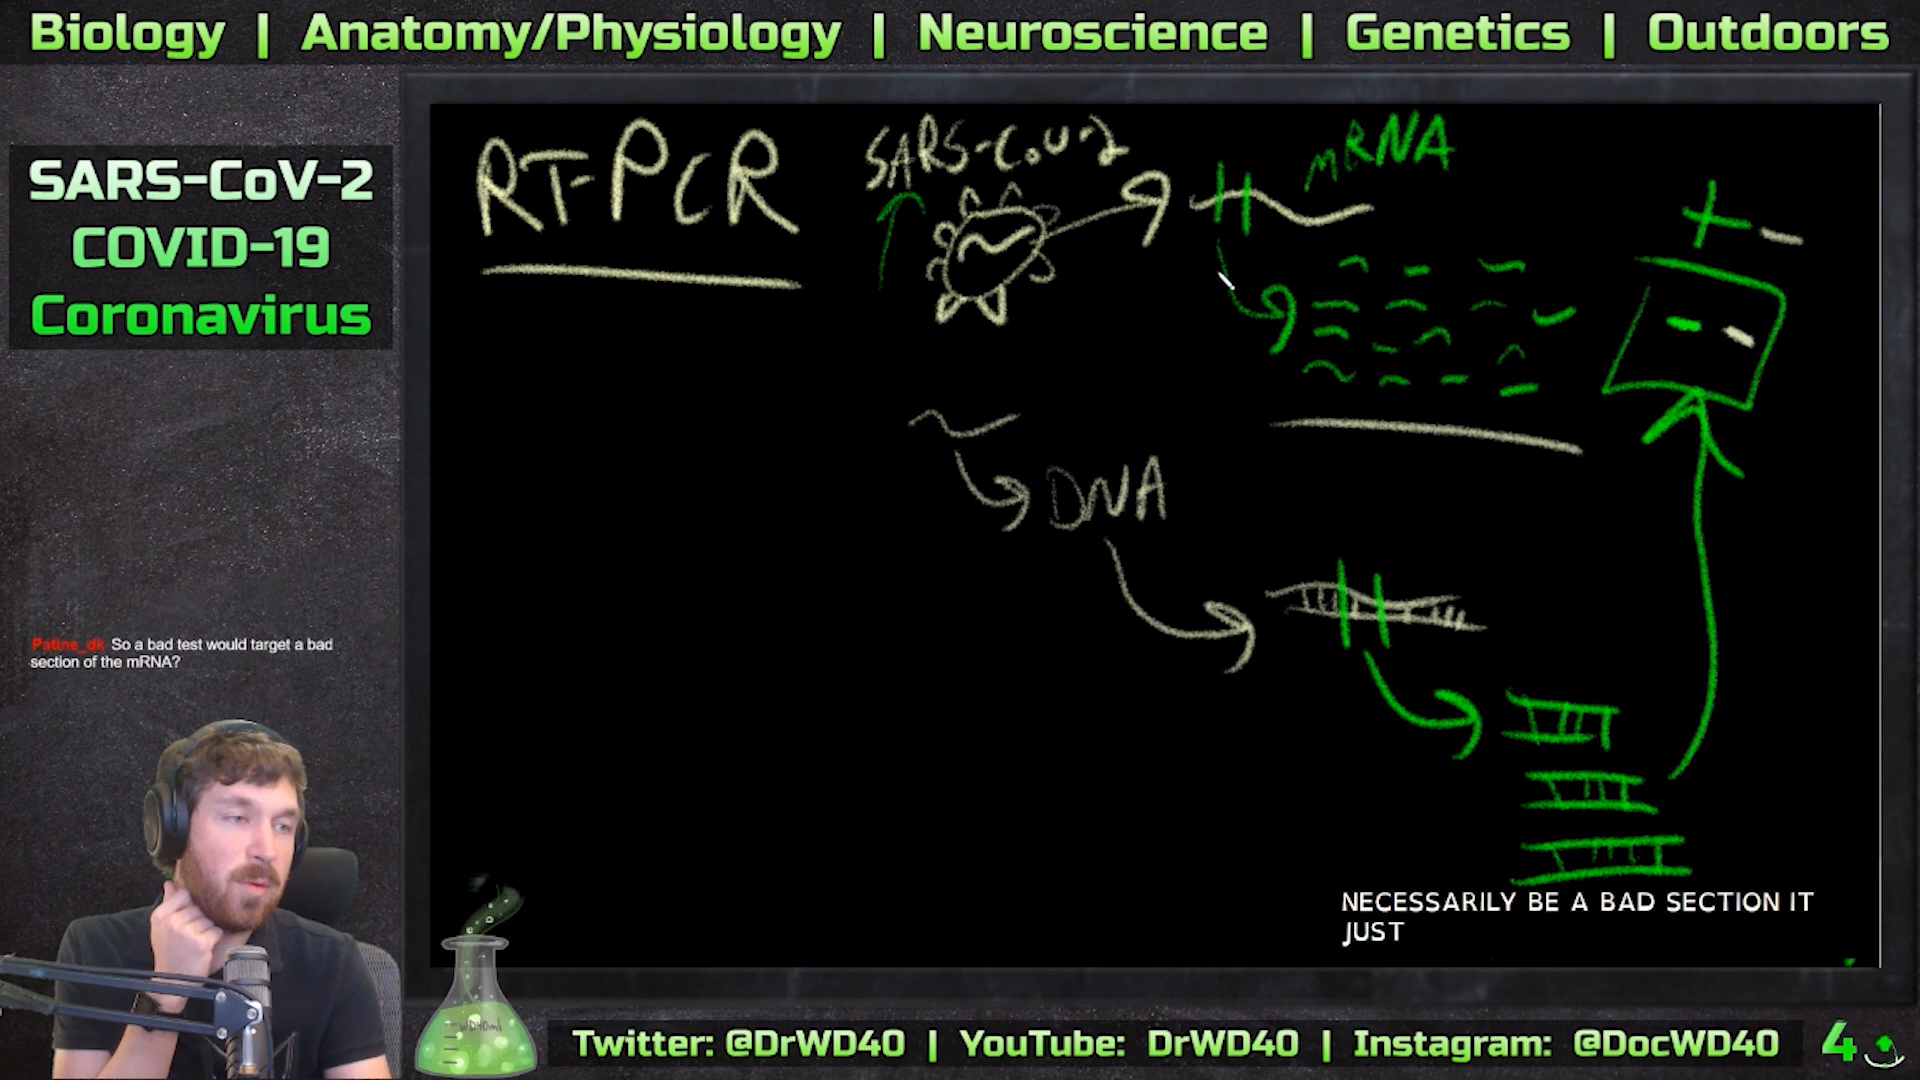 Biology | Anatomy/Physiology | Neuroscience | Genetics | Outdoors
SARS-CoV-2
COVID-19
Coronavirus
RT-PCR
SARS-CoV-2
mRNA
+ -
DNA
Patine_dk So a bad test would target a bad
section of the mRNA?
NECESSARILY BE A BAD SECTION IT
JUST
WD40ml
Twitter: @DrWD40 | YouTube: DrWD40 | Instagram: @DocWD40
4